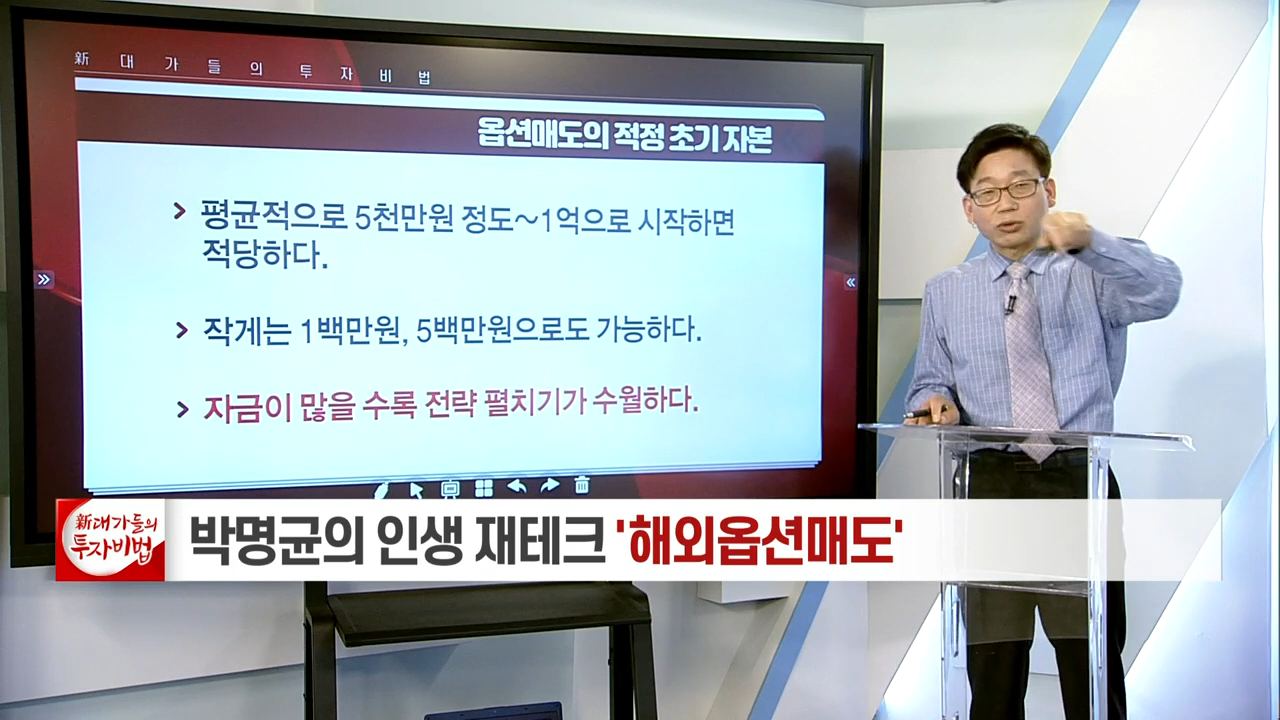 新 대가들의 투자비법
옵션매도의 적정 초기 자본
평균적으로 5천만원 정도~1억으로 시작하면
적당하다.
작게는 1백만원, 5백만원으로도 가능하다.
자금이 많을 수록 전략 펼치기가 수월하다.
新대가들의
투자비법
박명균의 인생 재테크 '해외옵션매도'